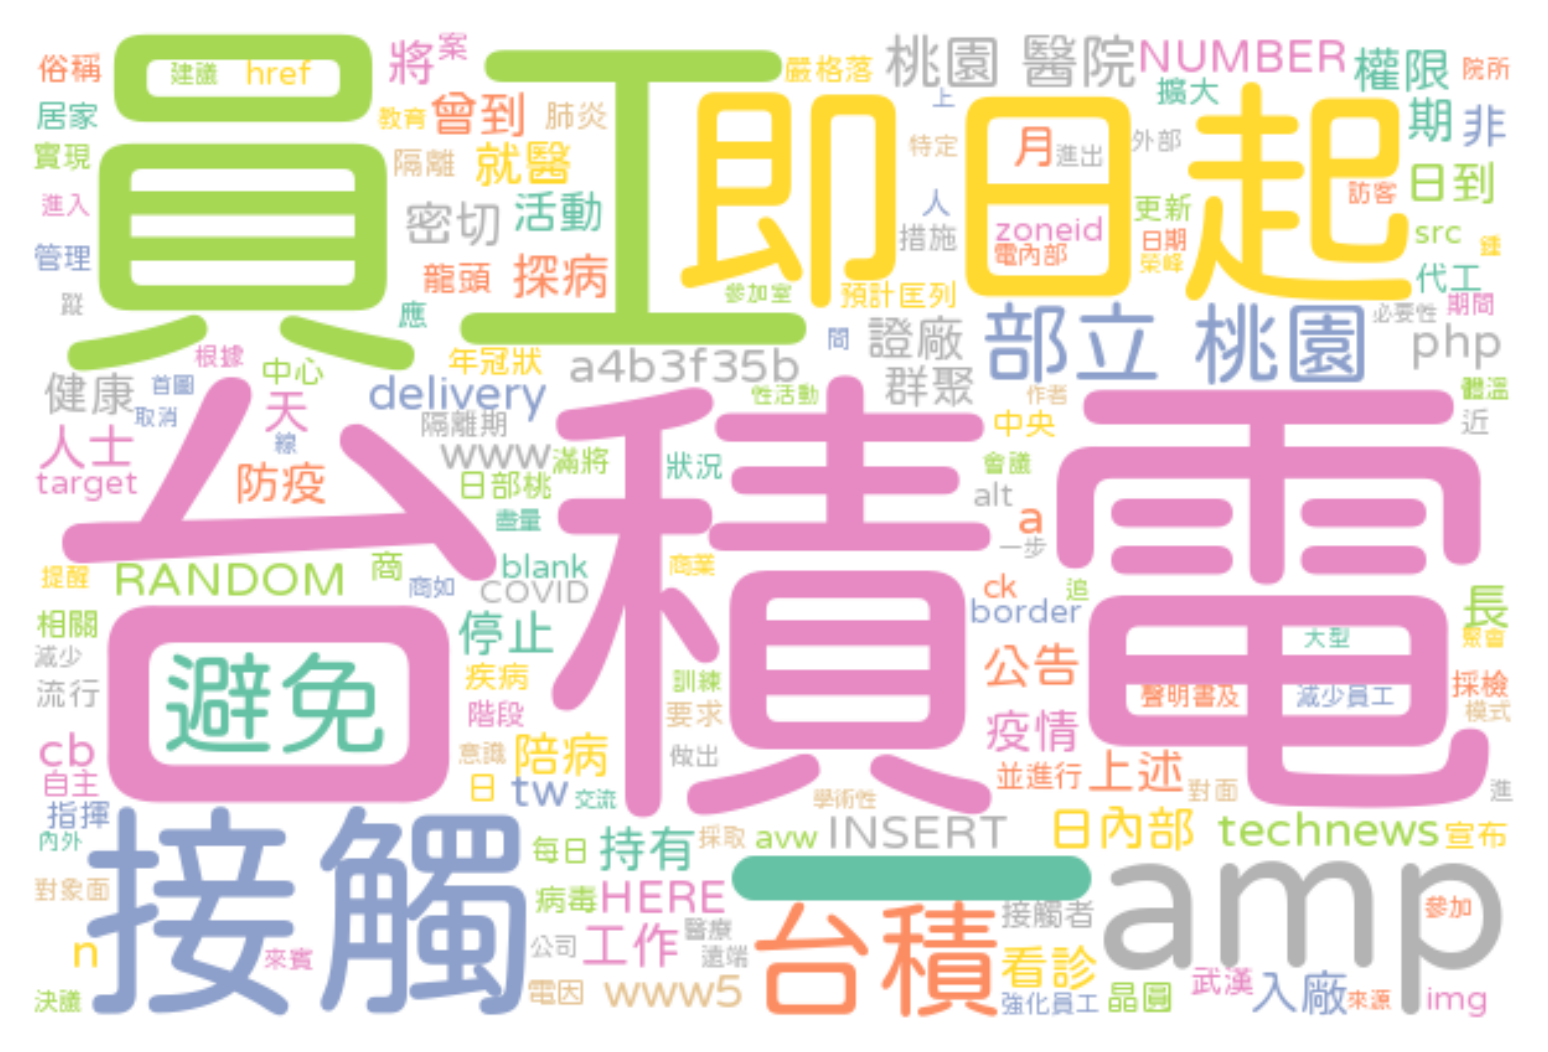 俗稱
建議
href
將
案
嚴格落
桃園 醫院
NUMBER
權限
院所
居家
教育
曾到
肺炎
上
擴大
期
非
實現
員工
隔離
就醫
即日起
特定
月
進出
外部
訪客
日到
進入
密切
活動
人
措施
zoneid
電內部
更新
日期
榮峰
src
鍾
管理
龍頭
探病
參加室
預計匡列
代工
蹤
應
間
證廠
部立 桃園
必要性
期間
php
根據
中心
年冠狀
a4b3f35b
群聚
健康
首圖
取消
天
線
delivery
隔離期
性活動
作者
中央
體溫
近
人士
target
防疫
www
滿將
日部桃
狀況
會議
alt
盡量
a
一步
台積電
提醒
RANDOM
商
商如
blank
COVID
商業
ck
追
border
長
相關
減少
流行
避免
停止
疾病
階段
訓練
要求
公告
大型
聚會
聲明書及
減少員工
採檢
模式
cb
自主
意識
陪病
做出
疫情
日
tw
交流
並進行
上述
對面
進
指揮
內外
學術性
接觸
每日
持有
採取
avw
INSERT
日內部
technews
宣布
對象面
病毒
HERE
一
接觸者
amp
參加
n
來賓
公司
工作
醫療
遠端
台積
看診
決議
電因
www5
強化員工
晶圓
武漢
入廠
來源
img